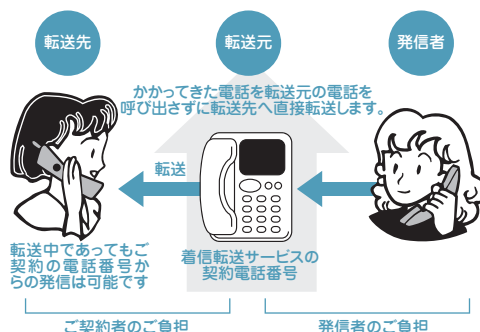 転送先
転送元
発信者
かかってきた電話を転送元の電話を
呼び出さずに転送先へ直接転送します。
転送
転送中であってもご
契約の電話番号か
らの発信は可能です
着信転送サービスの
契約電話番号
ご契約者のご負担
発信者のご負担